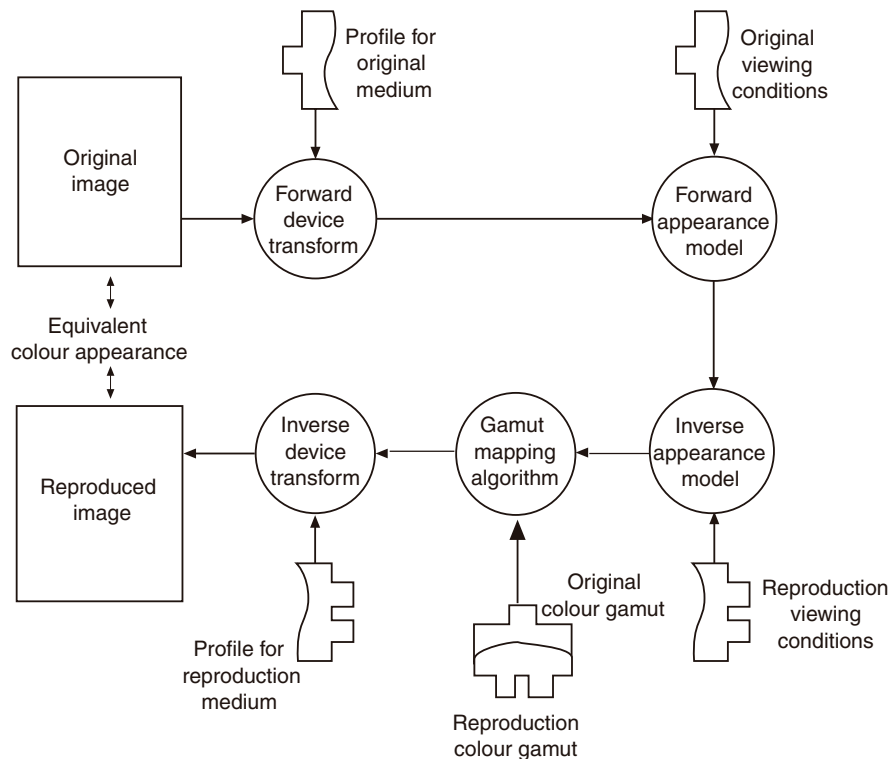 Profile for
original
medium
Original
viewing
conditions
Original
image
Forward
device
transform
Forward
appearance
model
Equivalent
colour appearance
Reproduced
image
Inverse
device
transform
Gamut
mapping
algorithm
Inverse
appearance
model
Profile for
reproduction
medium
Original
colour gamut
Reproduction
colour gamut
Reproduction
viewing
conditions